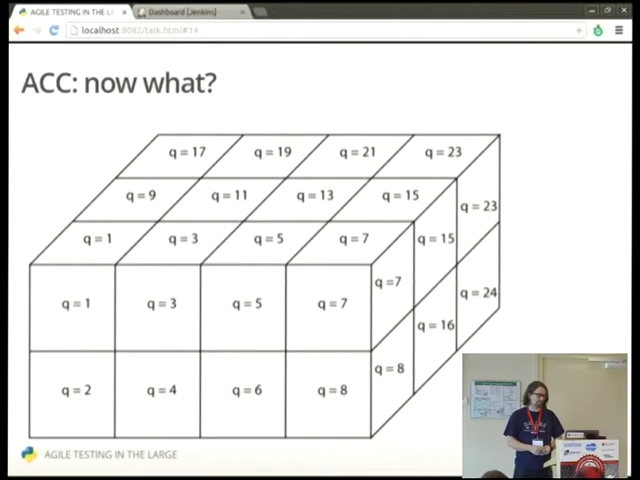 AGILE TESTING IN THE LARGE
Dashboard [Jenkins]
localhost:8082/talk.html#14
ACC: now what?
q = 17 q = 19 q = 21 q = 23
q = 9 q = 11 q = 13 q = 15 q = 23
q = 1 q = 3 q = 5 q = 7 q = 15
q = 7
q = 1 q = 3 q = 5 q = 7 q = 24
q = 16
q = 8
q = 2 q = 4 q = 6 q = 8
AGILE TESTING IN THE LARGE